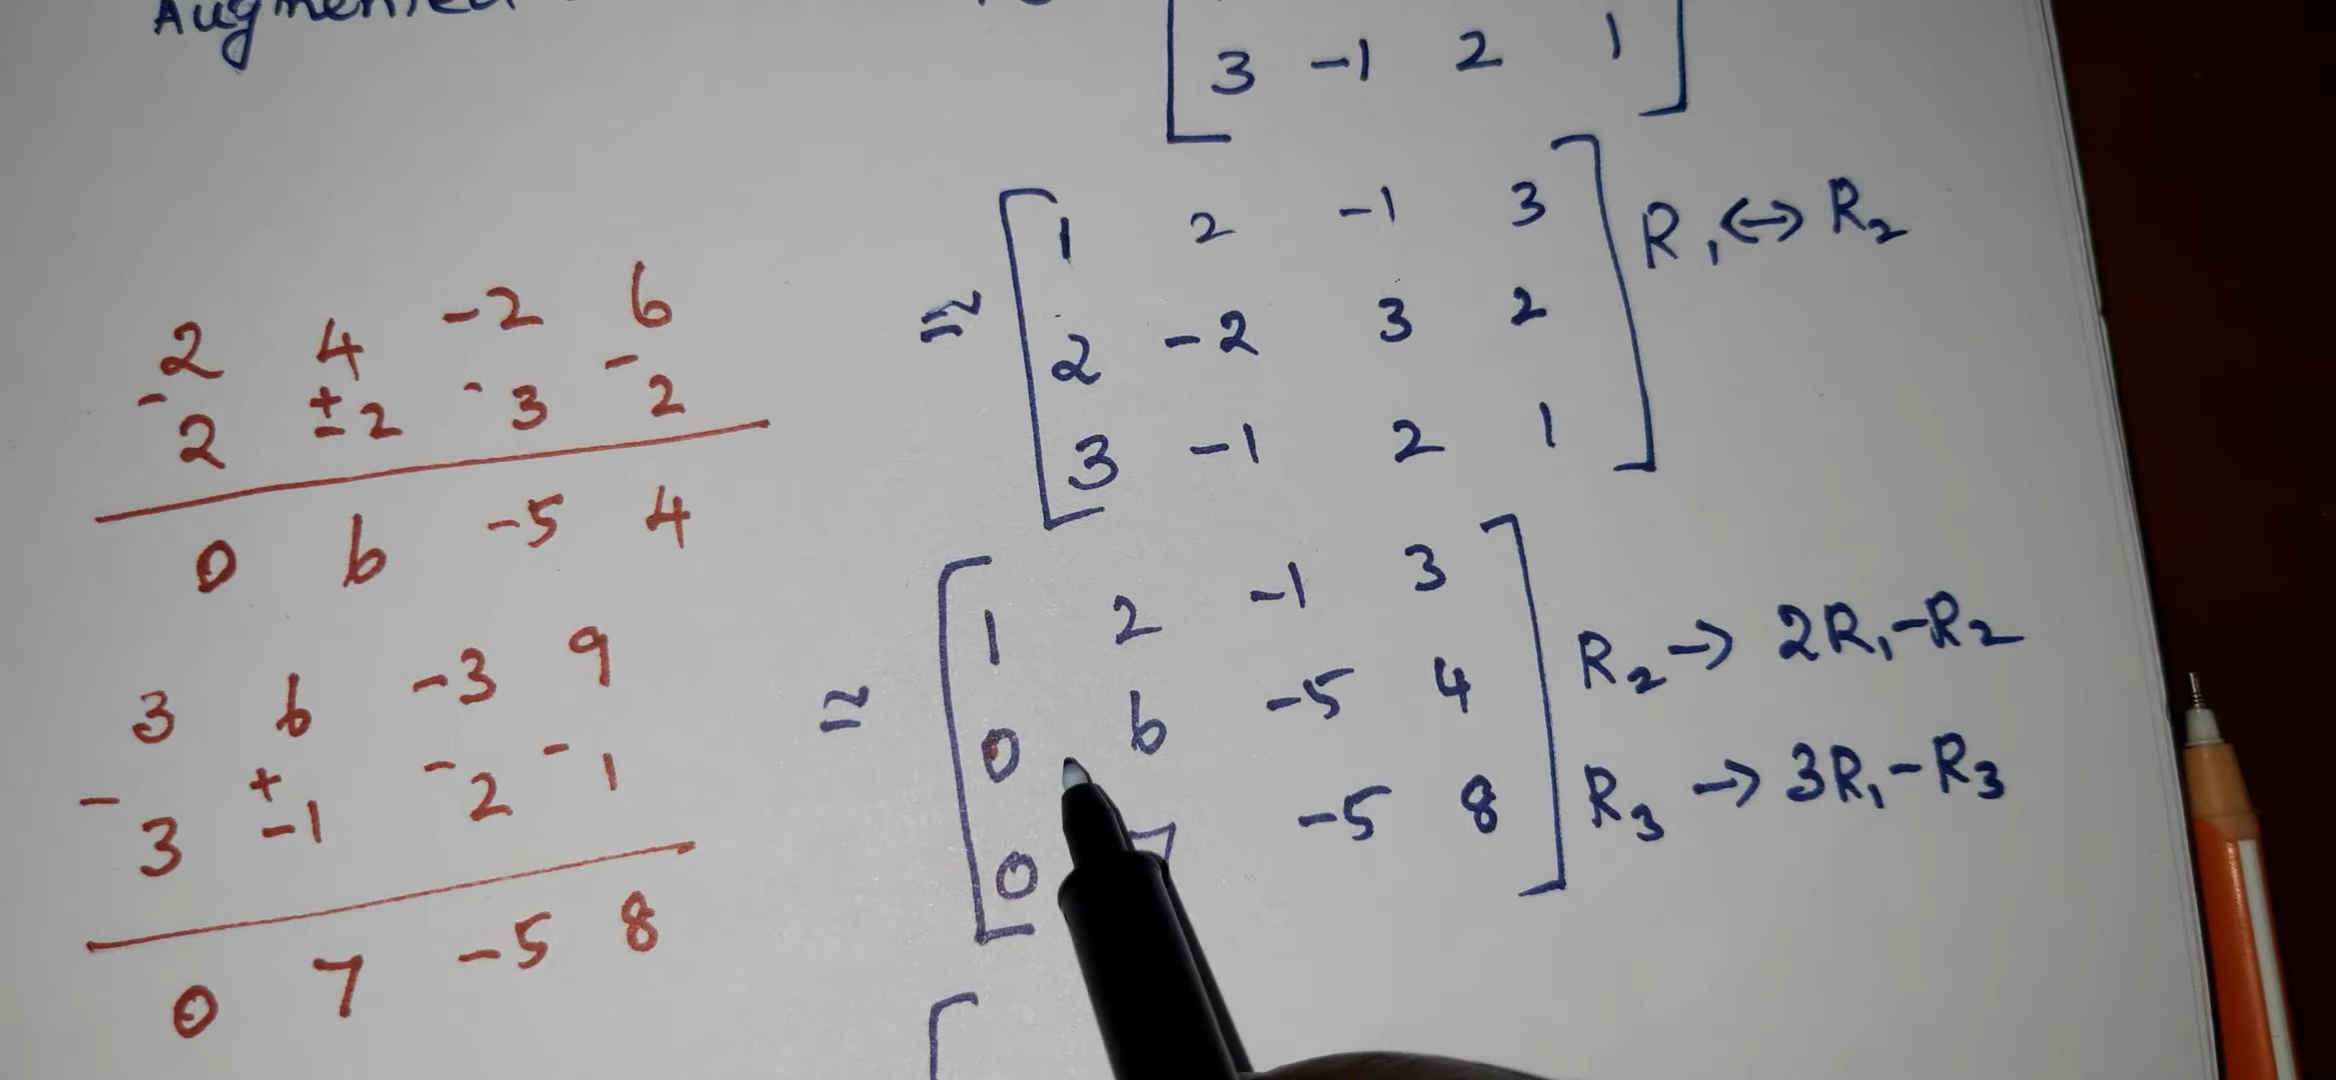 Augmented
3 -1 2 1
1 2 -1 3 R₁ ↔ R₂
≅ 2 -2 3 2
3 -1 2 1
2 4 -2 6
- + - -
2 -2 3 2
0 6 -5 4
3 6 -3 9
- + - -
3 -1 2 1
0 7 -5 8
1 2 -1 3
≃ 0 6 -5 4 R₂ → 2R₁-R₂
0 7 -5 8 R₃ → 3R₁-R₃